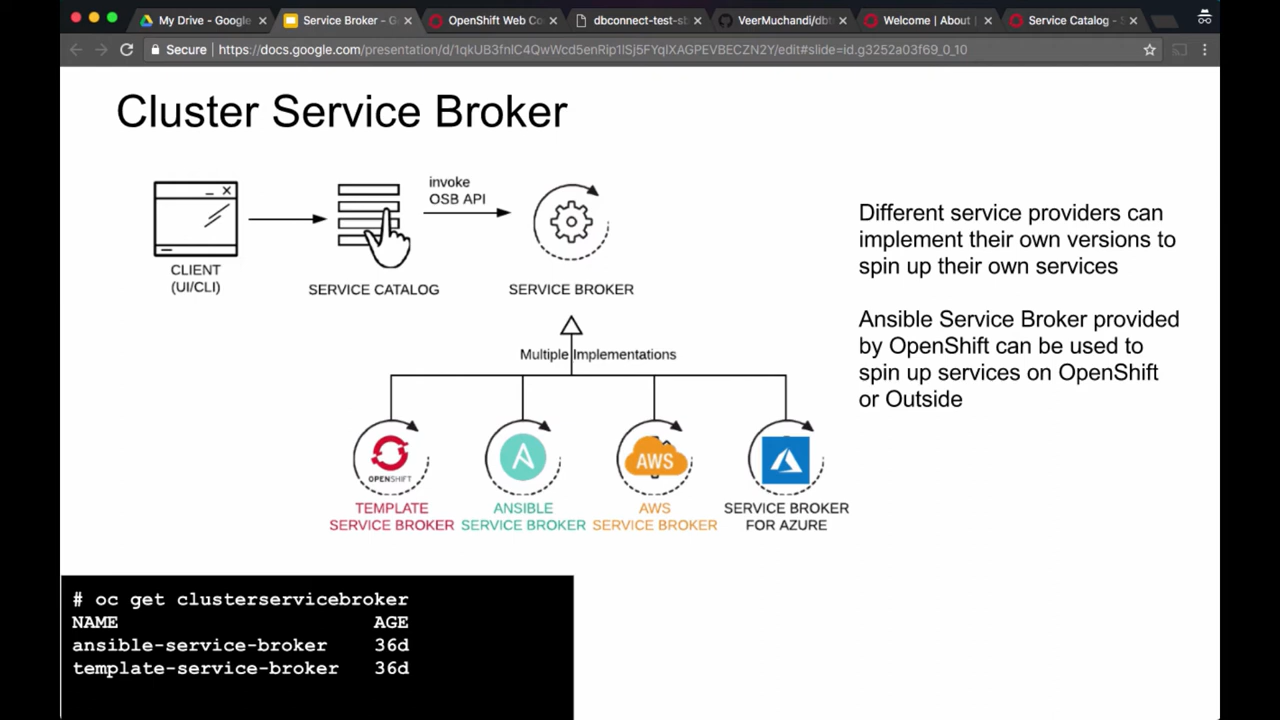 My Drive - Google
Service Broker - G
OpenShift Web Co
dbconnect-test-sb
VeerMuchandi/dbt
Welcome | About
Service Catalog - S
Secure
https://docs.google.com/presentation/d/1qkUB3fnlC4QwWcd5enRip1lSj5FYqlXAGPEVBECZN2Y/edit#slide=id.g3252a03f69_0_10
Cluster Service Broker
invoke
OSB API
CLIENT
(UI/CLI)
SERVICE CATALOG
SERVICE BROKER
Different service providers can
implement their own versions to
spin up their own services
Ansible Service Broker provided
by OpenShift can be used to
spin up services on OpenShift
or Outside
Multiple Implementations
OPENSHIFT
AWS
TEMPLATE
SERVICE BROKER
ANSIBLE
SERVICE BROKER
AWS
SERVICE BROKER
SERVICE BROKER
FOR AZURE
# oc get clusterservicebroker
NAME AGE
ansible-service-broker 36d
template-service-broker 36d